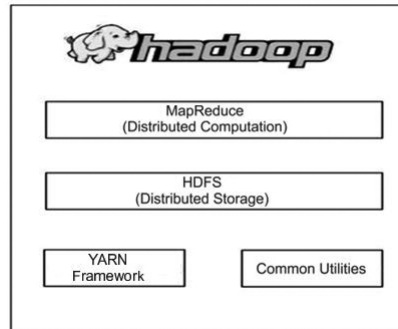 hadoop
MapReduce
(Distributed Computation)
HDFS
(Distributed Storage)
YARN
Framework
Common Utilities